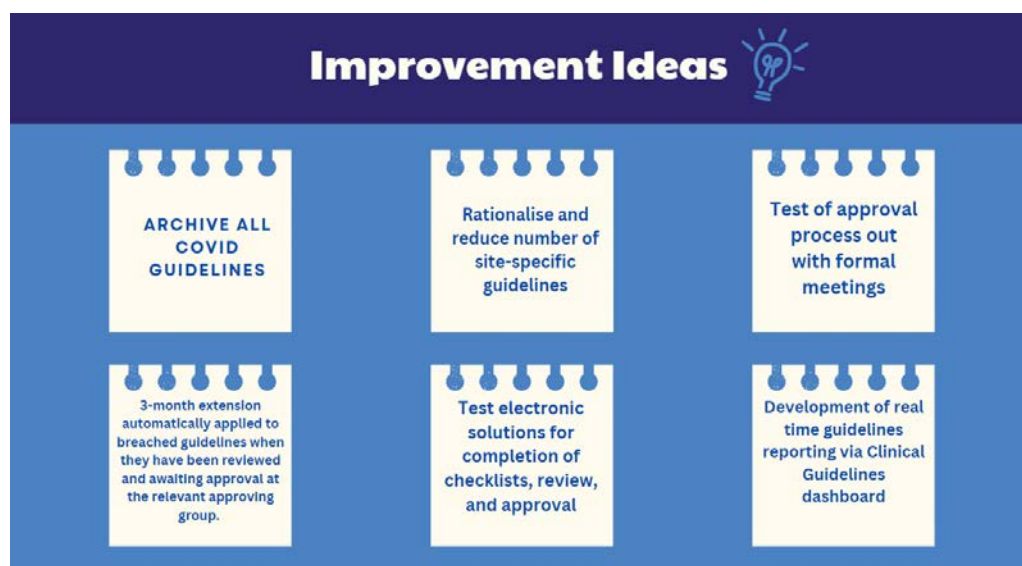 Improvement Ideas
ARCHIVE ALL
COVID
GUIDELINES
Rationalise and
reduce number of
site-specific
guidelines
Test of approval
process out
with formal
meetings
3-month extension
automatically applied to
breached guidelines when
they have been reviewed
and awaiting approval at
the relevant approving
group.
Test electronic
solutions for
completion of
checklists, review,
and approval
Development of real
time guidelines
reporting via Clinical
Guidelines
dashboard